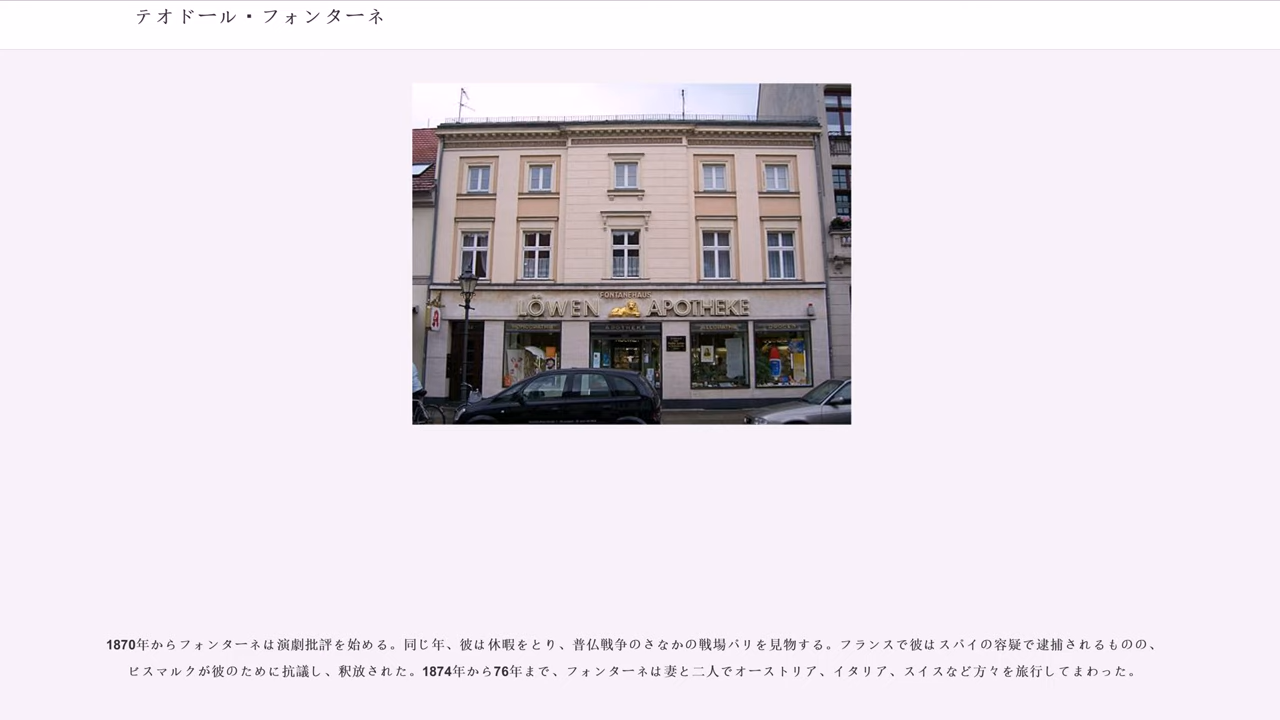 テオドール・フォンターネ
FONTANEHAUS
LÖWEN APOTHEKE
APOTHEKE
1870年からフォンターネは演劇批評を始める。同じ年、彼は休暇をとり、普仏戦争のさなかの戦場パリを見物する。フランスで彼はスパイの容疑で逮捕されるものの、
ビスマルクが彼のために抗議し、釈放された。1874年から76年まで、フォンターネは妻と二人でオーストリア、イタリア、スイスなど方々を旅行してまわった。